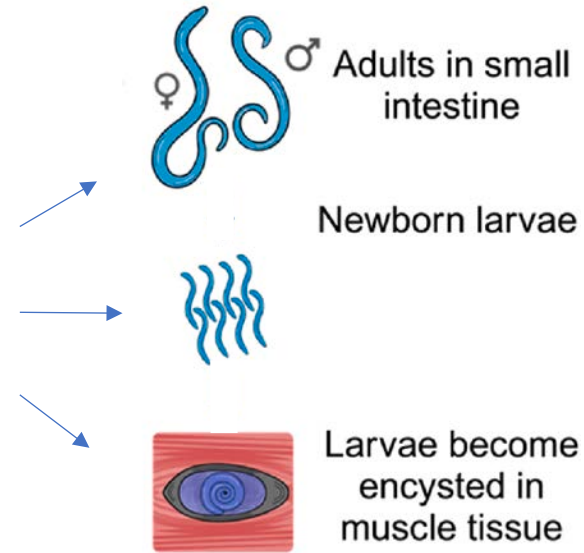 ♀ ♂ Adults in small
intestine
Newborn larvae
Larvae become
encysted in
muscle tissue